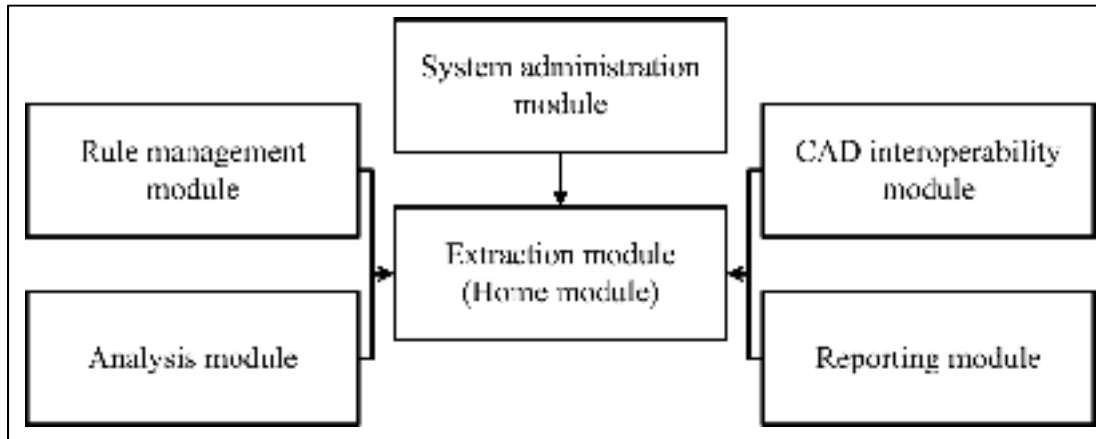 System administration
module
Rule management
module
CAD interoperability
module
Extraction module
(Home module)
Analysis module
Reporting module